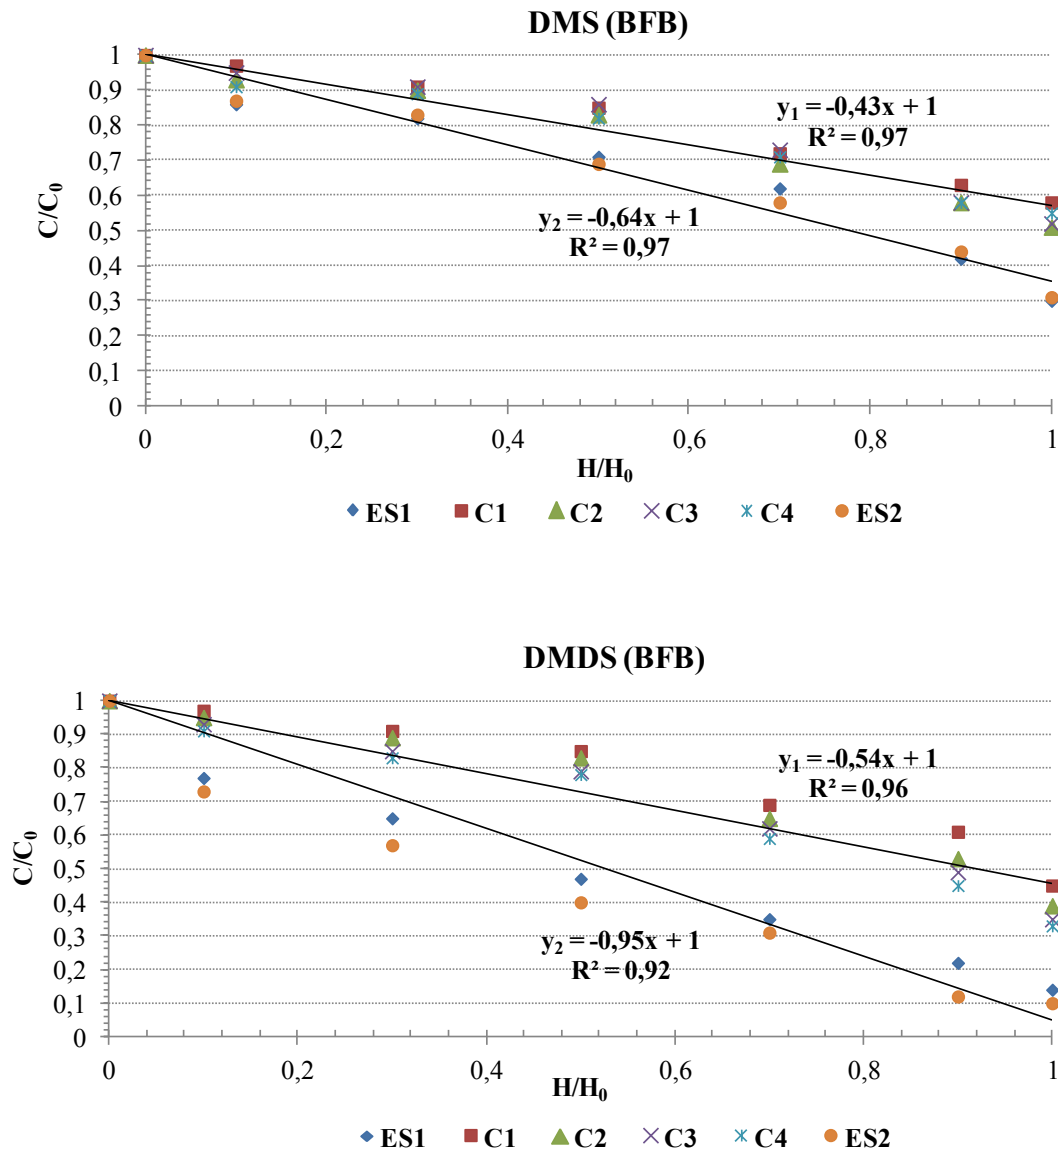 DMS (BFB)
1
0,9
0,8
0,7
0,6
0,5
0,4
0,3
0,2
0,1
0
C/C₀
y₁ = -0,43x + 1
R² = 0,97
y₂ = -0,64x + 1
R² = 0,97
0 0,2 0,4 0,6 0,8 1
H/H₀
ES1 C1 C2 C3 C4 ES2
DMDS (BFB)
1
0,9
0,8
0,7
0,6
0,5
0,4
0,3
0,2
0,1
0
C/C₀
y₁ = -0,54x + 1
R² = 0,96
y₂ = -0,95x + 1
R² = 0,92
0 0,2 0,4 0,6 0,8 1
H/H₀
ES1 C1 C2 C3 C4 ES2